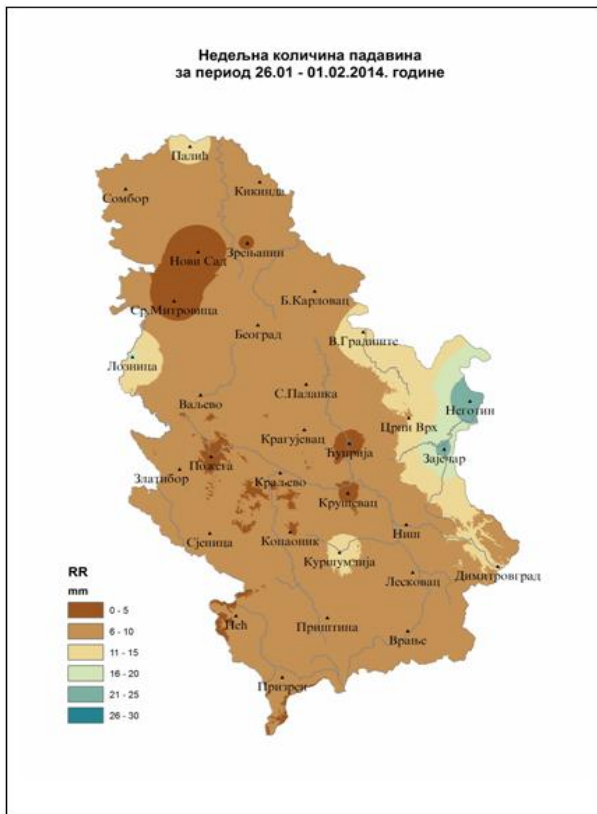 Недељна количина падавина
за период 26.01 - 01.02.2014. године
Палић
Сомбор
Кикинда
Нови Сад
Зрењанин
Ср.Митровица
Б.Карловац
Београд
В.Градиште
Лозница
Ваљево
С.Паланка
Неготин
Црни Врх
Крагујевац
Ћуприја
Зајечар
Пожега
Златибор
Краљево
Крушевац
Сјеница
Копаоник
Ниш
Куршумлија
Лесковац
Димитровград
Пећ
Приштина
Врање
Призрен
RR
mm
0 - 5
6 - 10
11 - 15
16 - 20
21 - 25
26 - 30